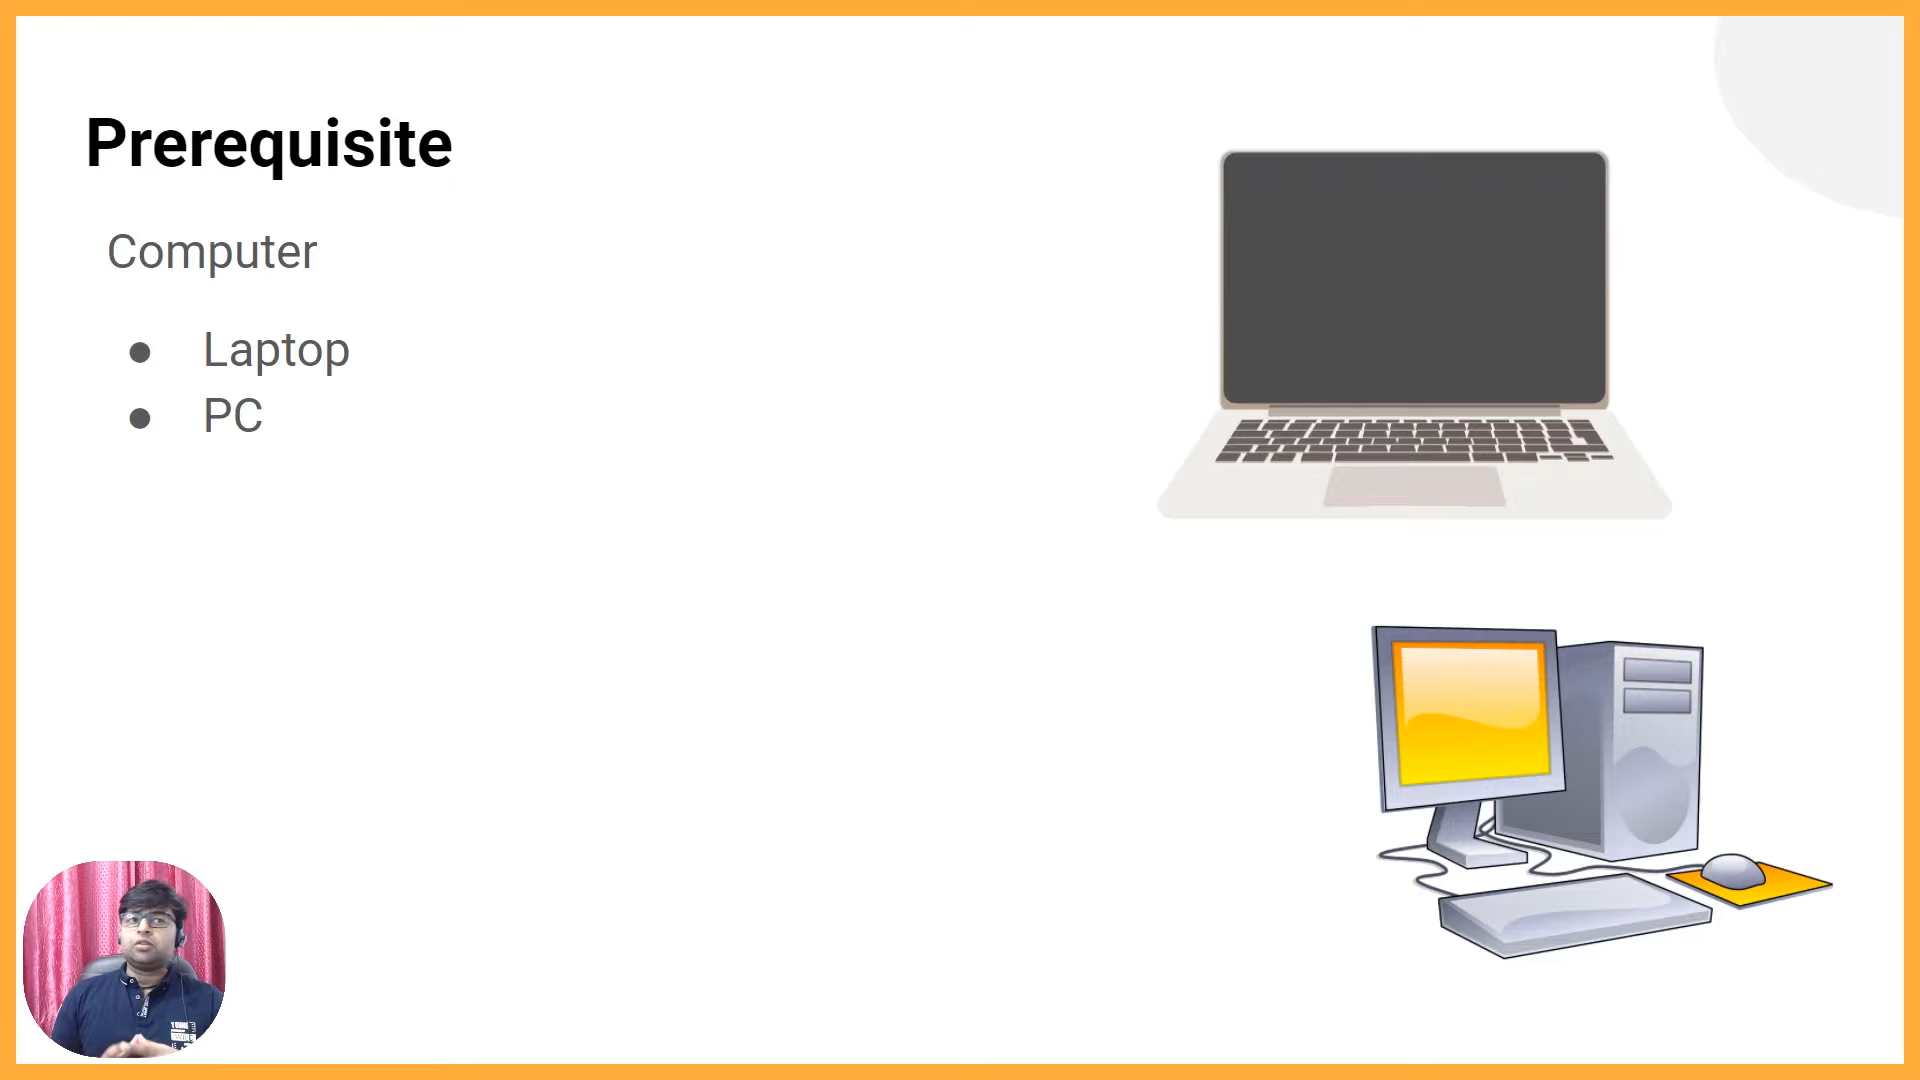 Prerequisite
Computer
● Laptop
● PC